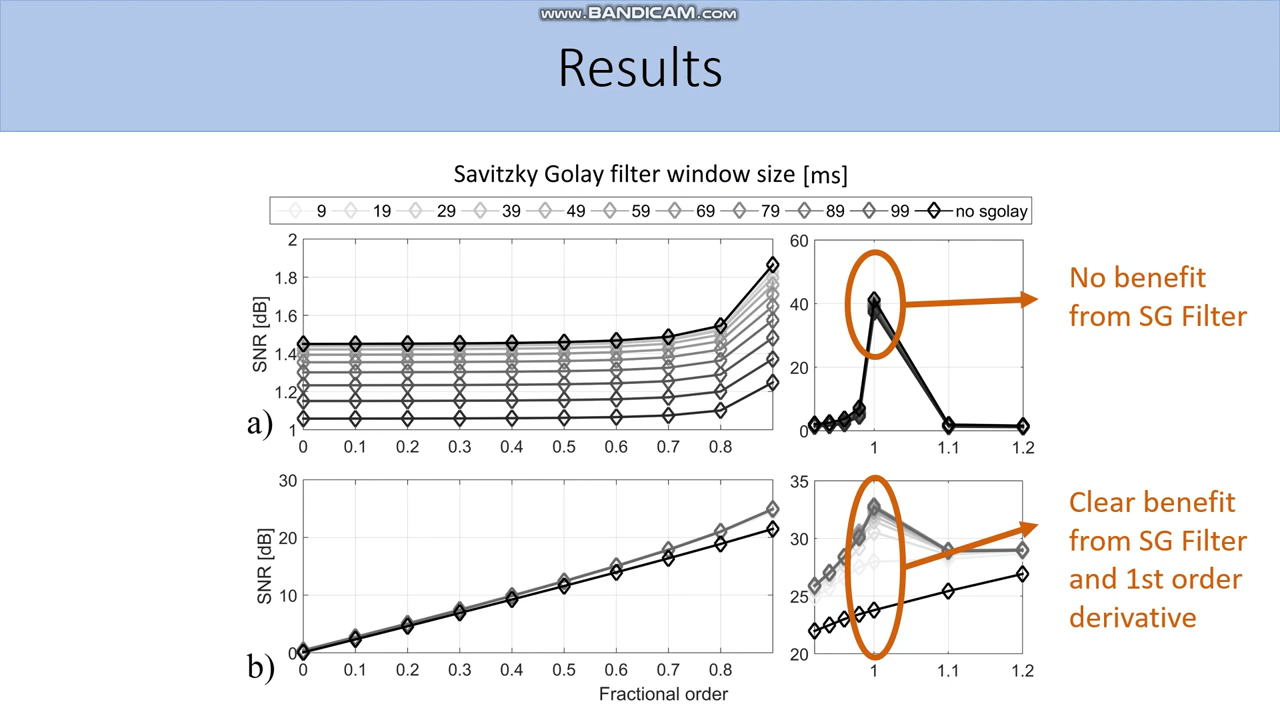 www.BANDICAM.com
Results
Savitzky Golay filter window size [ms]
9 19 29 39 49 59 69 79 89 99 no sgolay
SNR [dB]
2
1.8
1.6
1.4
1.2
1
0 0.1 0.2 0.3 0.4 0.5 0.6 0.7 0.8
a)
60
40
20
0
1 1.1 1.2
No benefit
from SG Filter
SNR [dB]
30
20
10
0
0 0.1 0.2 0.3 0.4 0.5 0.6 0.7 0.8
b)
35
30
25
20
1 1.1 1.2
Fractional order
Clear benefit
from SG Filter
and 1st order
derivative